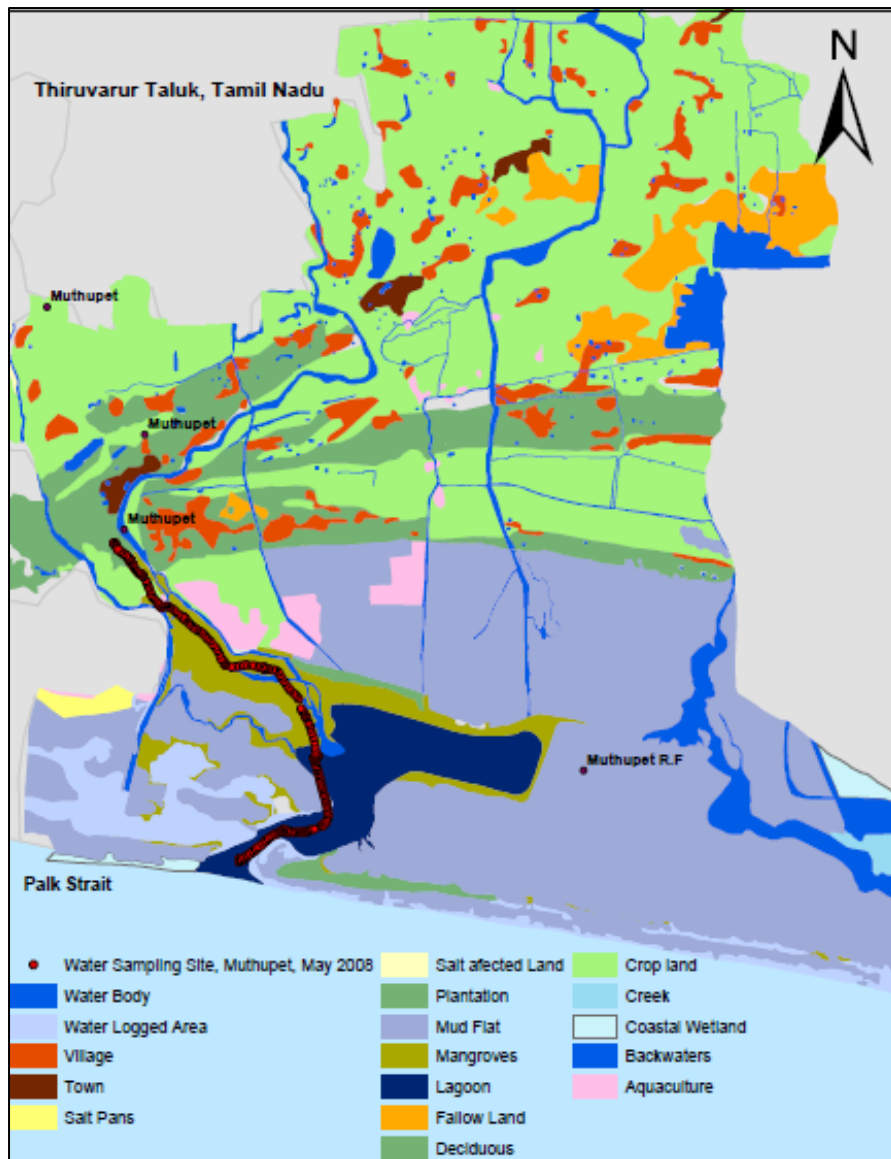 N
Thiruvarur Taluk, Tamil Nadu
Muthupet
Muthupet
Muthupet
Muthupet R.F
Palk Strait
Water Sampling Site, Muthupet, May 2008
Water Body
Water Logged Area
Village
Town
Salt Pans
Salt afected Land
Plantation
Mud Flat
Mangroves
Lagoon
Fallow Land
Deciduous
Crop land
Creek
Coastal Wetland
Backwaters
Aquaculture